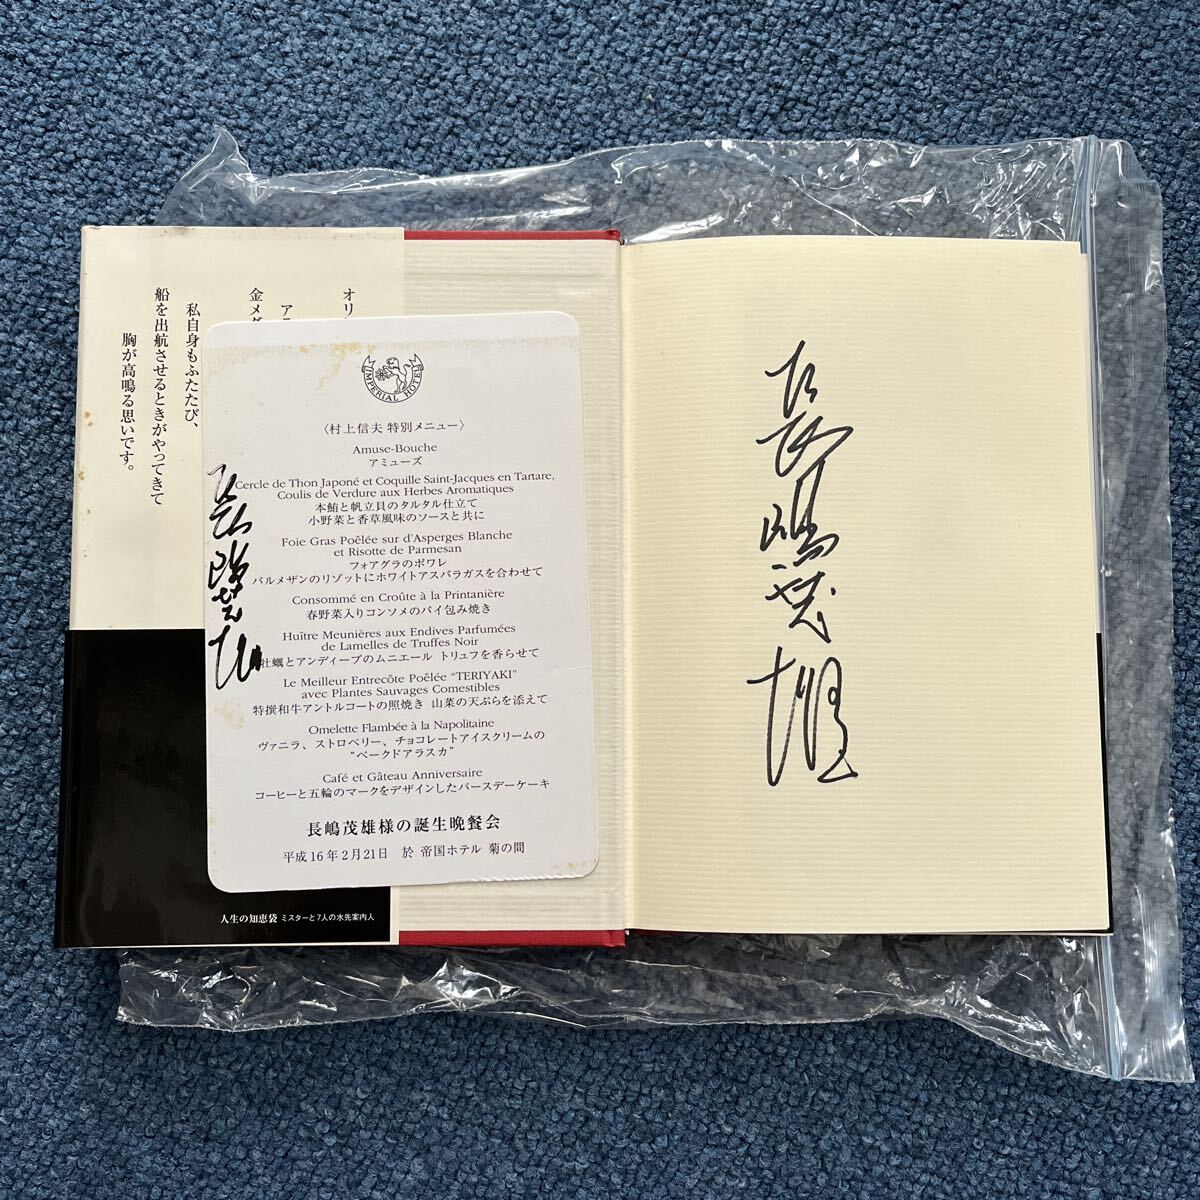 オリ
ア
金メダ
私自身もふたたび、
船を出航させるときがやってきて
胸が高鳴る思いです。
IMPERIAL HOTEL
〈村上信夫 特別メニュー〉
Amuse-Bouche
アミューズ
Cercle de Thon Japoné et Coquille Saint-Jacques en Tartare,
Coulis de Verdure aux Herbes Aromatiques
本鮪と帆立貝のタルタル仕立て
小野菜と香草風味のソースと共に
Foie Gras Poêlée sur d'Asperges Blanche
et Risotte de Parmesan
フォアグラのポワレ
パルメザンのリゾットにホワイトアスパラガスを合わせて
Consommé en Croûte à la Printanière
春野菜入りコンソメのパイ包み焼き
Huître Meunières aux Endives Parfumées
de Lamelles de Truffes Noir
牡蠣とアンディーブのムニエール トリュフを香らせて
Le Meilleur Entrecôte Poêlée “TERIYAKI”
avec Plantes Sauvages Comestibles
特撰和牛アントルコートの照焼き 山菜の天ぷらを添えて
Omelette Flambée à la Napolitaine
ヴァニラ、ストロベリー、チョコレートアイスクリームの
“ベークドアラスカ”
Café et Gâteau Anniversaire
コーヒーと五輪のマークをデザインしたバースデーケーキ
長嶋茂雄様の誕生晩餐会
平成16年2月21日 於 帝国ホテル 菊の間
長嶋茂雄
人生の知恵袋 ミスターと7人の水先案内人
長嶋茂雄